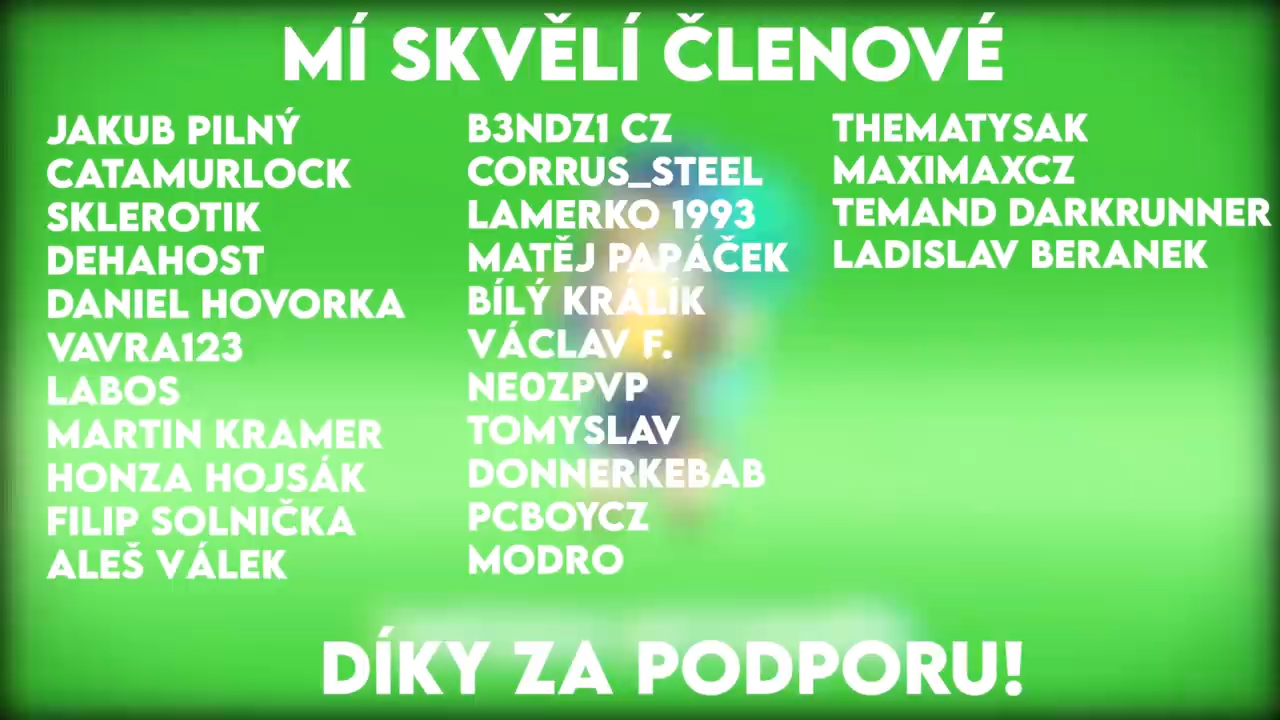 MÍ SKVĚLÍ ČLENOVÉ
JAKUB PILNÝ
CATAMURLOCK
SKLEROTIK
DEHAHOST
DANIEL HOVORKA
VAVRA123
LABOS
MARTIN KRAMER
HONZA HOJSÁK
FILIP SOLNIČKA
ALEŠ VÁLEK
B3NDZ1 CZ
CORRUS_STEEL
LAMERKO 1993
MATĚJ PAPÁČEK
BÍLÝ KRÁLÍK
VÁCLAV F.
NE0ZPVP
TOMYSLAV
DONNERKEBAB
PCBOYCZ
MODRO
THEMATYSAK
MAXIMAXCZ
TEMAND DARKRUNNER
LADISLAV BERANEK
DÍKY ZA PODPORU!